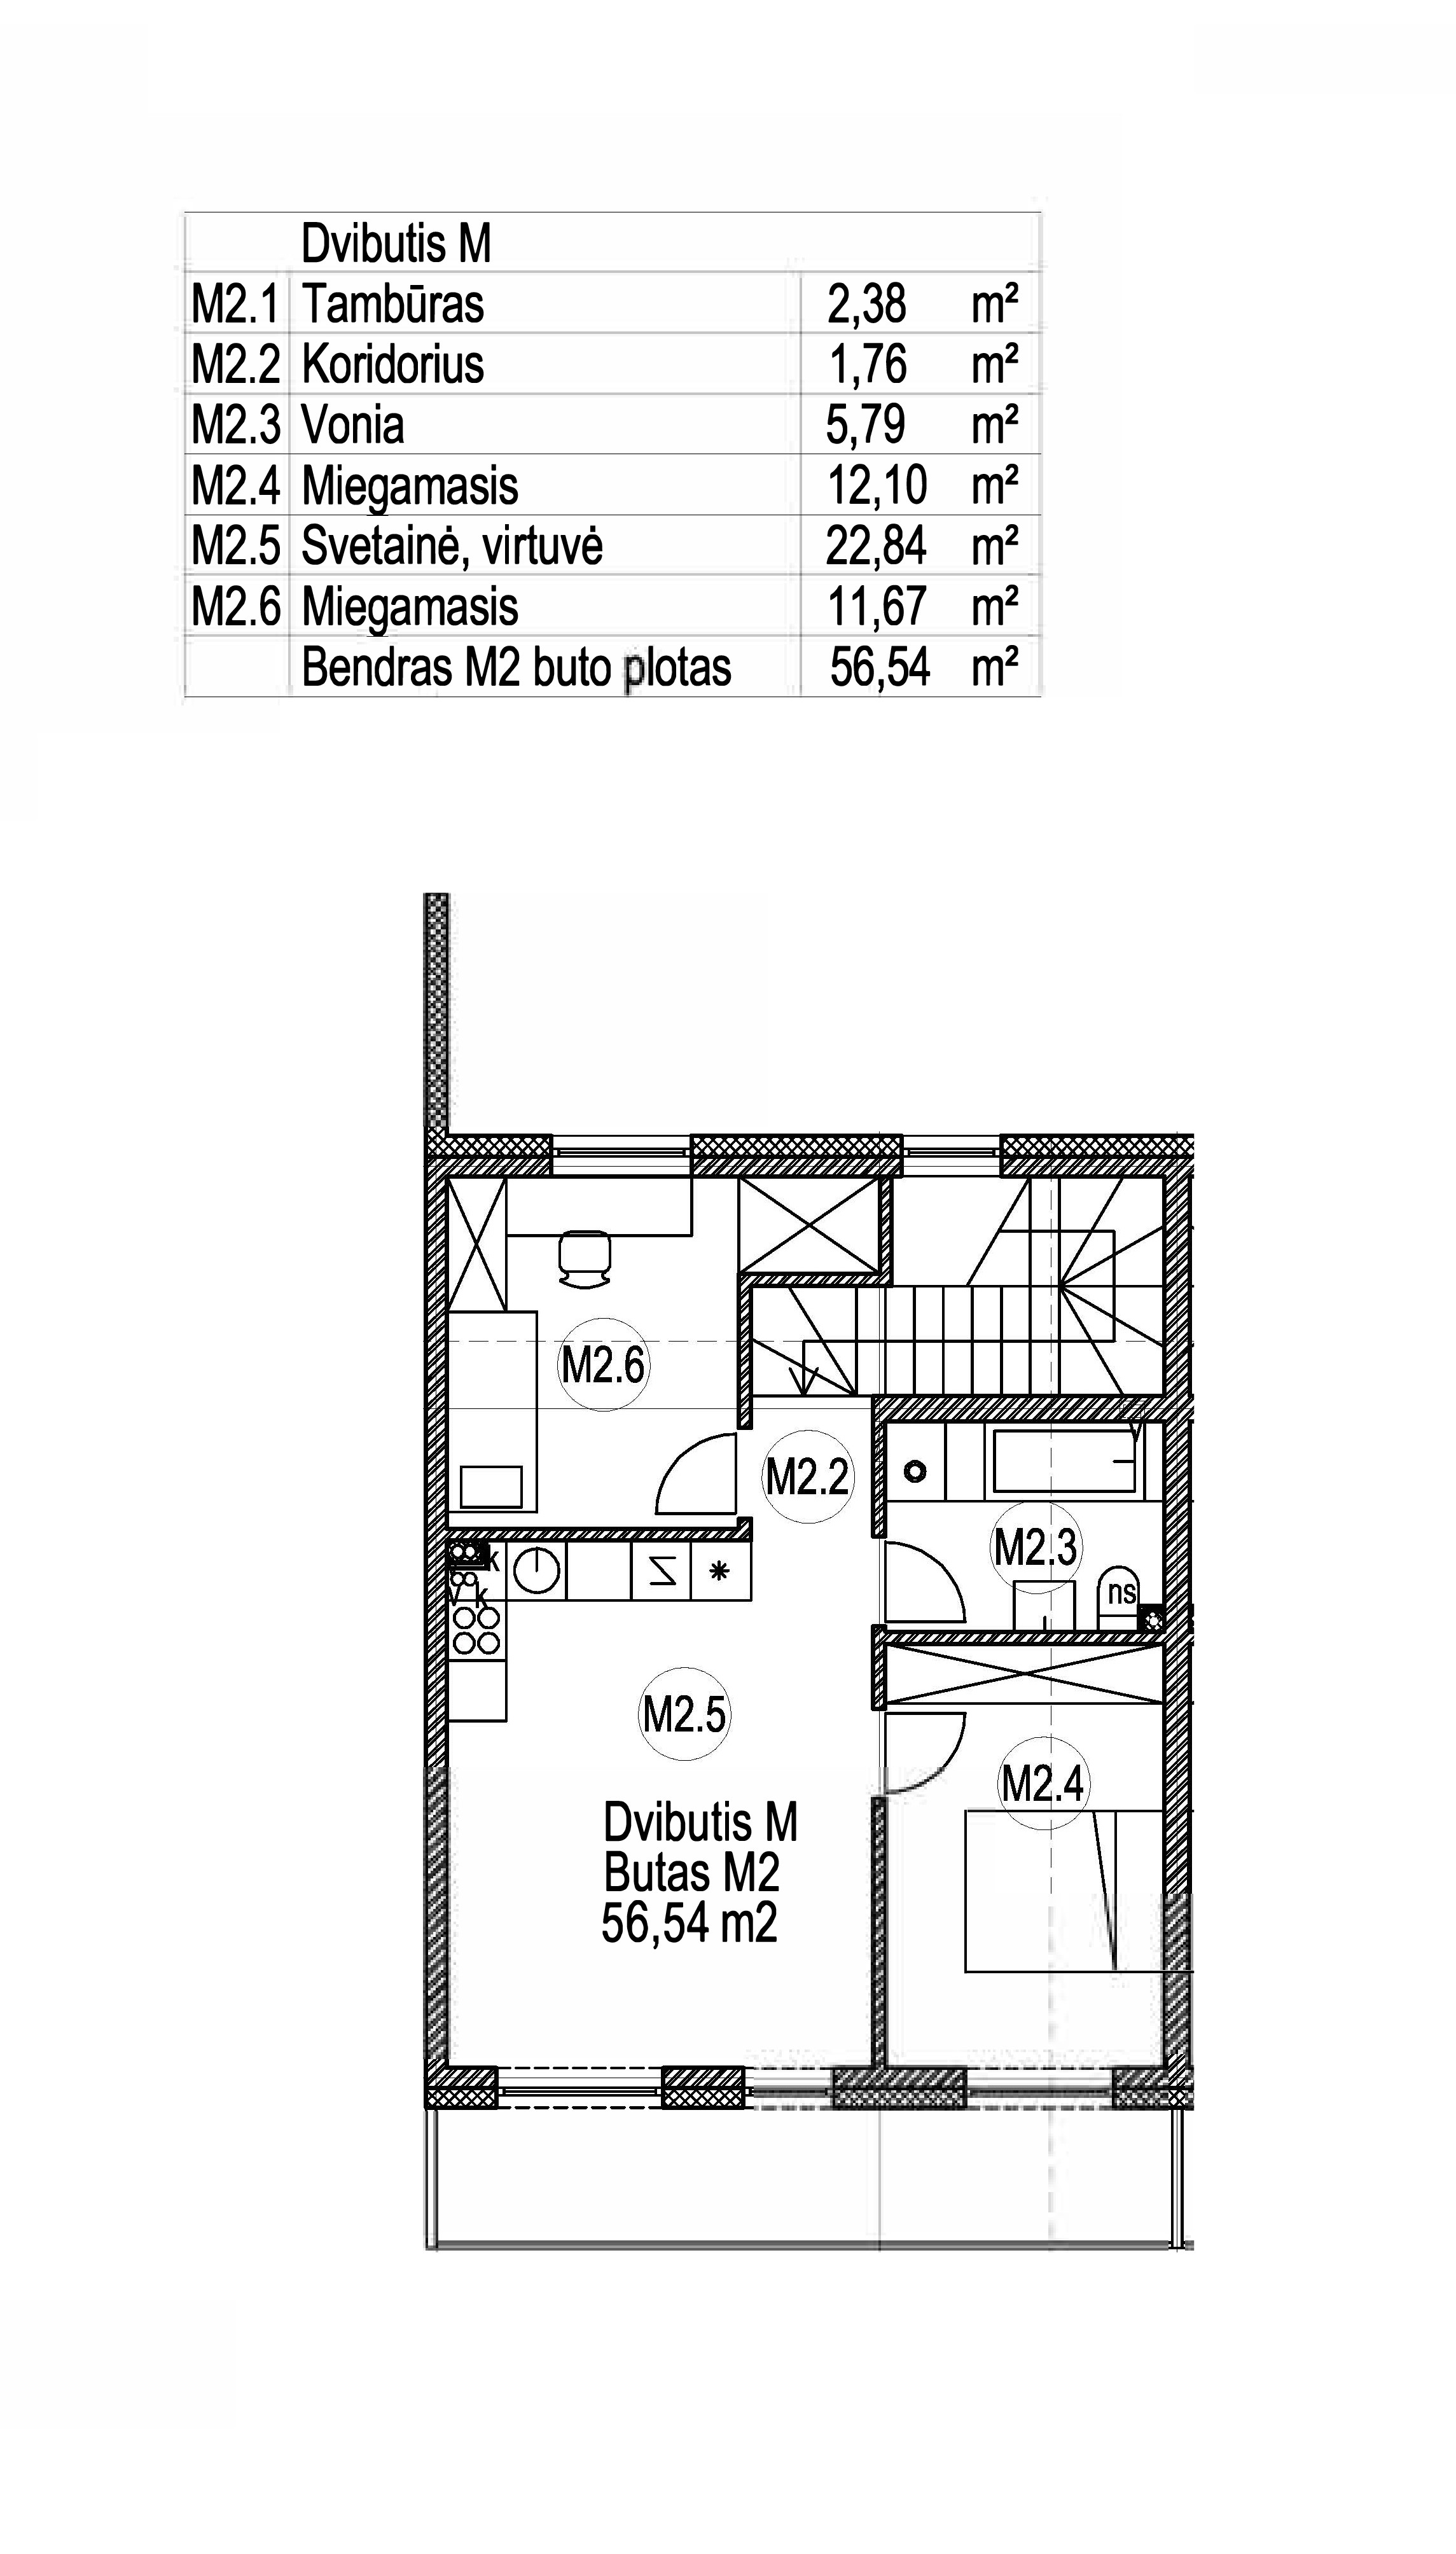 Dvibutis M
M2.1 Tambūras 2,38 m²
M2.2 Koridorius 1,76 m²
M2.3 Vonia 5,79 m²
M2.4 Miegamasis 12,10 m²
M2.5 Svetainė, virtuvė 22,84 m²
M2.6 Miegamasis 11,67 m²
Bendras M2 buto plotas 56,54 m²
M2.6
M2.2
M2.3
ns
k
V k
M2.5
M2.4
Dvibutis M
Butas M2
56,54 m2